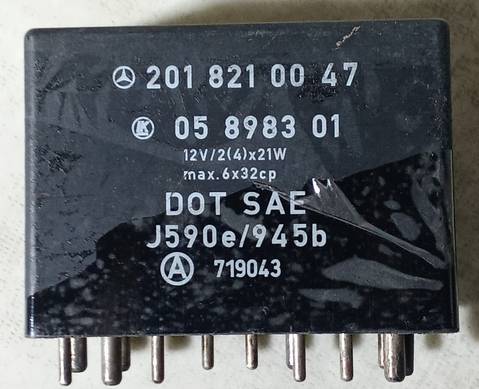 201 821 00 47
K 05 8983 01
12V/2(4)x21W
max.6x32cp
DOT SAE
J590e/945b
A 719043